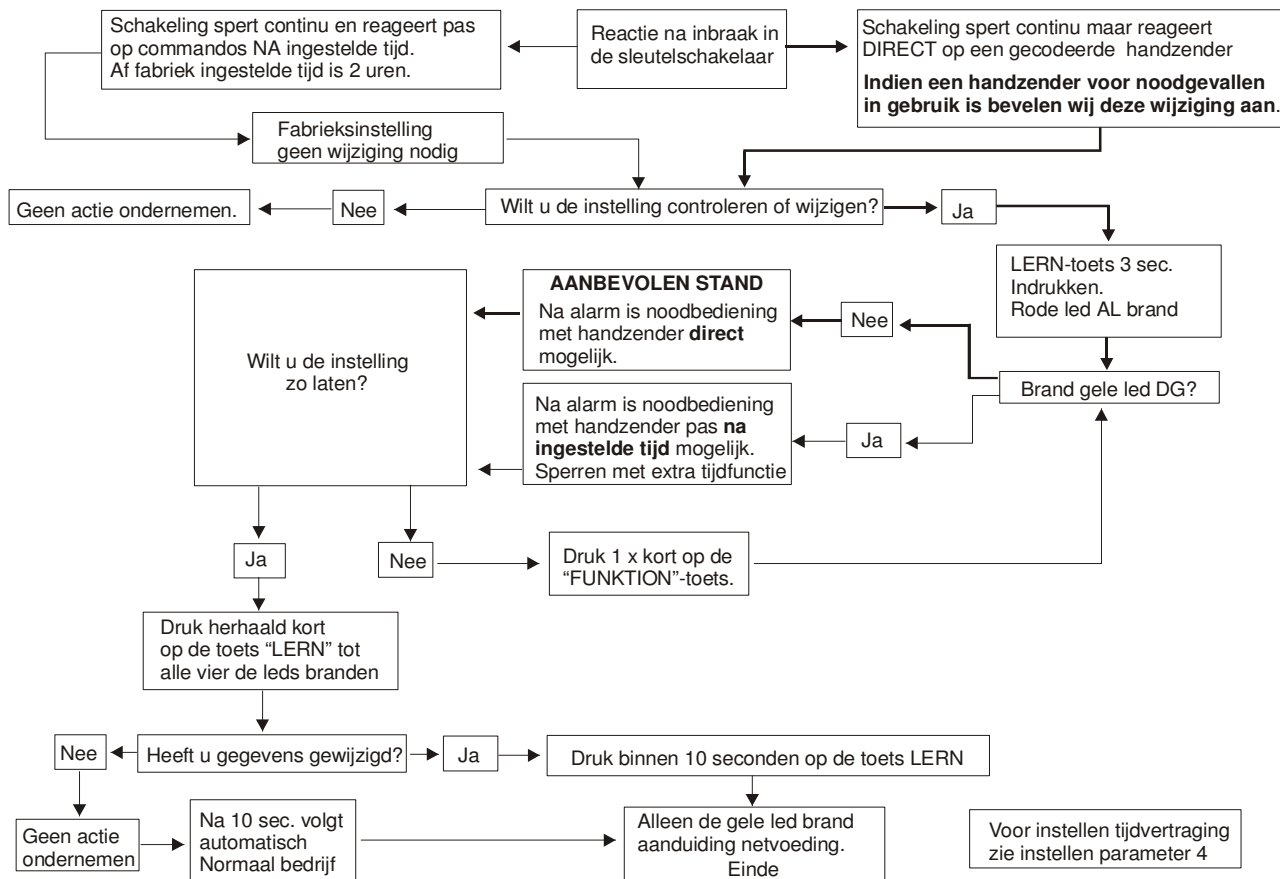 Schakeling spert continu en reageert pas
op commandos NA ingestelde tijd.
Af fabriek ingestelde tijd is 2 uren.
Reactie na inbraak in
de sleutelschakelaar
Schakeling spert continu maar reageert
DIRECT op een gecodeerde handzender
Indien een handzender voor noodgevallen
in gebruik is bevelen wij deze wijziging aan.
Fabrieksinstelling
geen wijziging nodig
Geen actie ondernemen.
Nee
Wilt u de instelling controleren of wijzigen?
Ja
LERN-toets 3 sec.
Indrukken.
Rode led AL brand
AANBEVOLEN STAND
Na alarm is noodbediening
met handzender direct
mogelijk.
Nee
Wilt u de instelling
zo laten?
Brand gele led DG?
Na alarm is noodbediening
met handzender pas na
ingestelde tijd mogelijk.
Sperren met extra tijdfunctie
Ja
Ja
Nee
Druk 1 x kort op de
“FUNKTION”-toets.
Druk herhaald kort
op de toets “LERN” tot
alle vier de leds branden
Nee
Heeft u gegevens gewijzigd?
Ja
Druk binnen 10 seconden op de toets LERN
Geen actie
ondernemen
Na 10 sec. volgt
automatisch
Normaal bedrijf
Alleen de gele led brand
aanduiding netvoeding.
Einde
Voor instellen tijdvertraging
zie instellen parameter 4